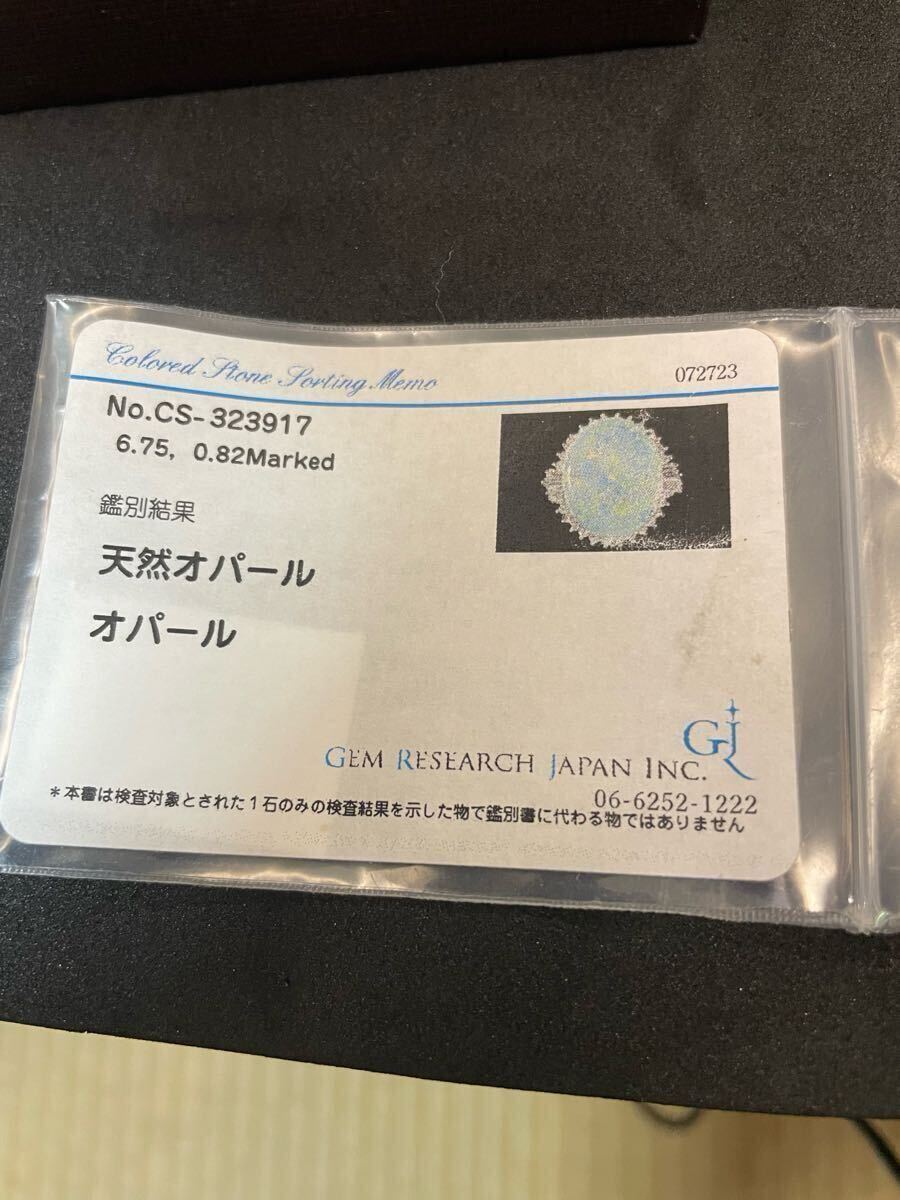 Colored Stone Sorting Memo
072723
No.CS-323917
6.75, 0.82Marked
鑑別結果
天然オパール
オパール
GJ
GEM RESEARCH JAPAN INC.
06-6252-1222
*本書は検査対象とされた1石のみの検査結果を示した物で鑑別書に代わる物ではありません